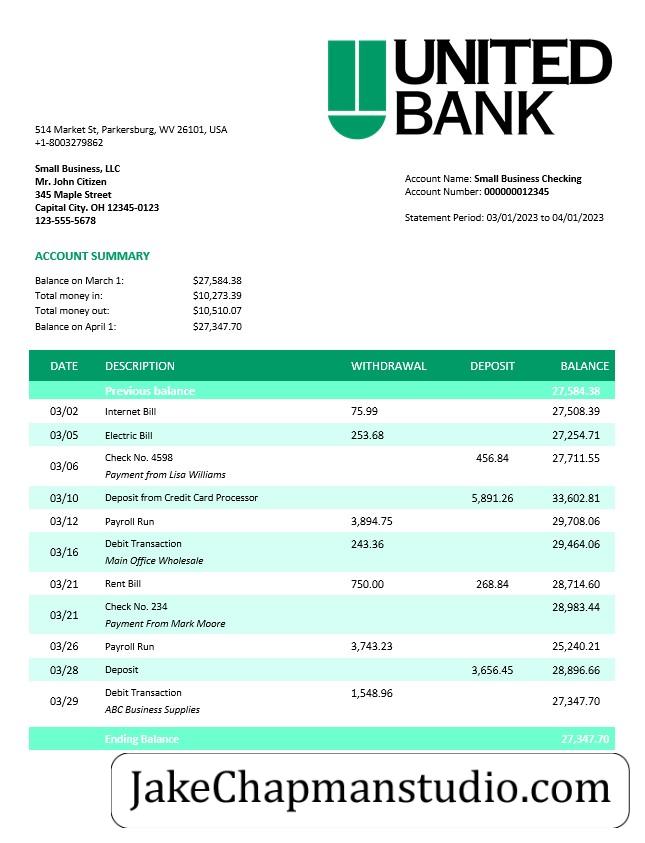 UNITED
BANK
514 Market St, Parkersburg, WV 26101, USA
+1-8003279862
Small Business, LLC
Mr. John Citizen
345 Maple Street
Capital City. OH 12345-0123
123-555-5678
Account Name: Small Business Checking
Account Number: 000000012345
Statement Period: 03/01/2023 to 04/01/2023
ACCOUNT SUMMARY
Balance on March 1: $27,584.38
Total money in: $10,273.39
Total money out: $10,510.07
Balance on April 1: $27,347.70
DATE DESCRIPTION WITHDRAWAL DEPOSIT BALANCE
Previous balance 27,584.38
03/02 Internet Bill 75.99 27,508.39
03/05 Electric Bill 253.68 27,254.71
03/06 Check No. 4598 456.84 27,711.55
Payment from Lisa Williams
03/10 Deposit from Credit Card Processor 5,891.26 33,602.81
03/12 Payroll Run 3,894.75 29,708.06
03/16 Debit Transaction 243.36 29,464.06
Main Office Wholesale
03/21 Rent Bill 750.00 268.84 28,714.60
03/21 Check No. 234 28,983.44
Payment From Mark Moore
03/26 Payroll Run 3,743.23 25,240.21
03/28 Deposit 3,656.45 28,896.66
03/29 Debit Transaction 1,548.96 27,347.70
ABC Business Supplies
Ending Balance 27,347.70
JakeChapmanstudio.com